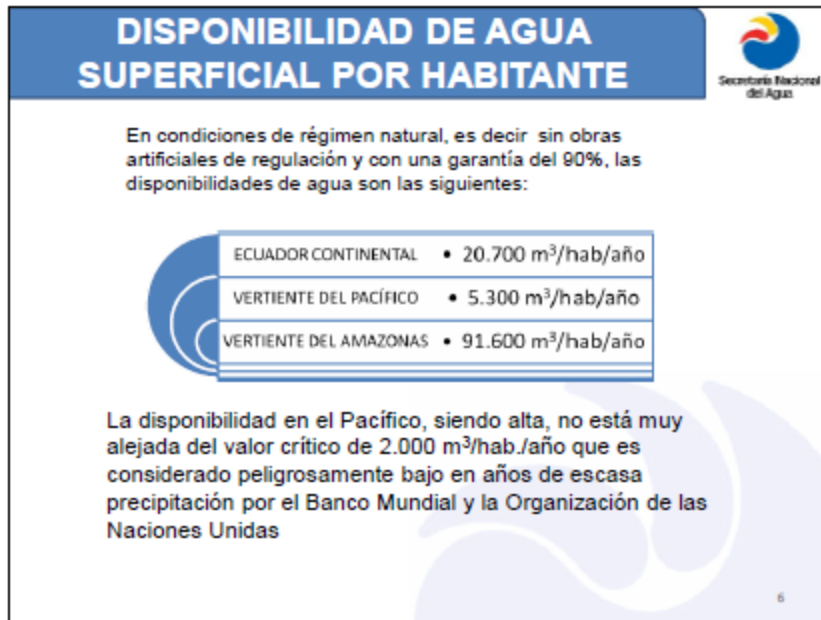 DISPONIBILIDAD DE AGUA
SUPERFICIAL POR HABITANTE
Secretaría Nacional
del Agua
En condiciones de régimen natural, es decir sin obras
artificiales de regulación y con una garantía del 90%, las
disponibilidades de agua son las siguientes:
ECUADOR CONTINENTAL • 20.700 m³/hab/año
VERTIENTE DEL PACÍFICO • 5.300 m³/hab/año
VERTIENTE DEL AMAZONAS • 91.600 m³/hab/año
La disponibilidad en el Pacífico, siendo alta, no está muy
alejada del valor crítico de 2.000 m³/hab./año que es
considerado peligrosamente bajo en años de escasa
precipitación por el Banco Mundial y la Organización de las
Naciones Unidas
6